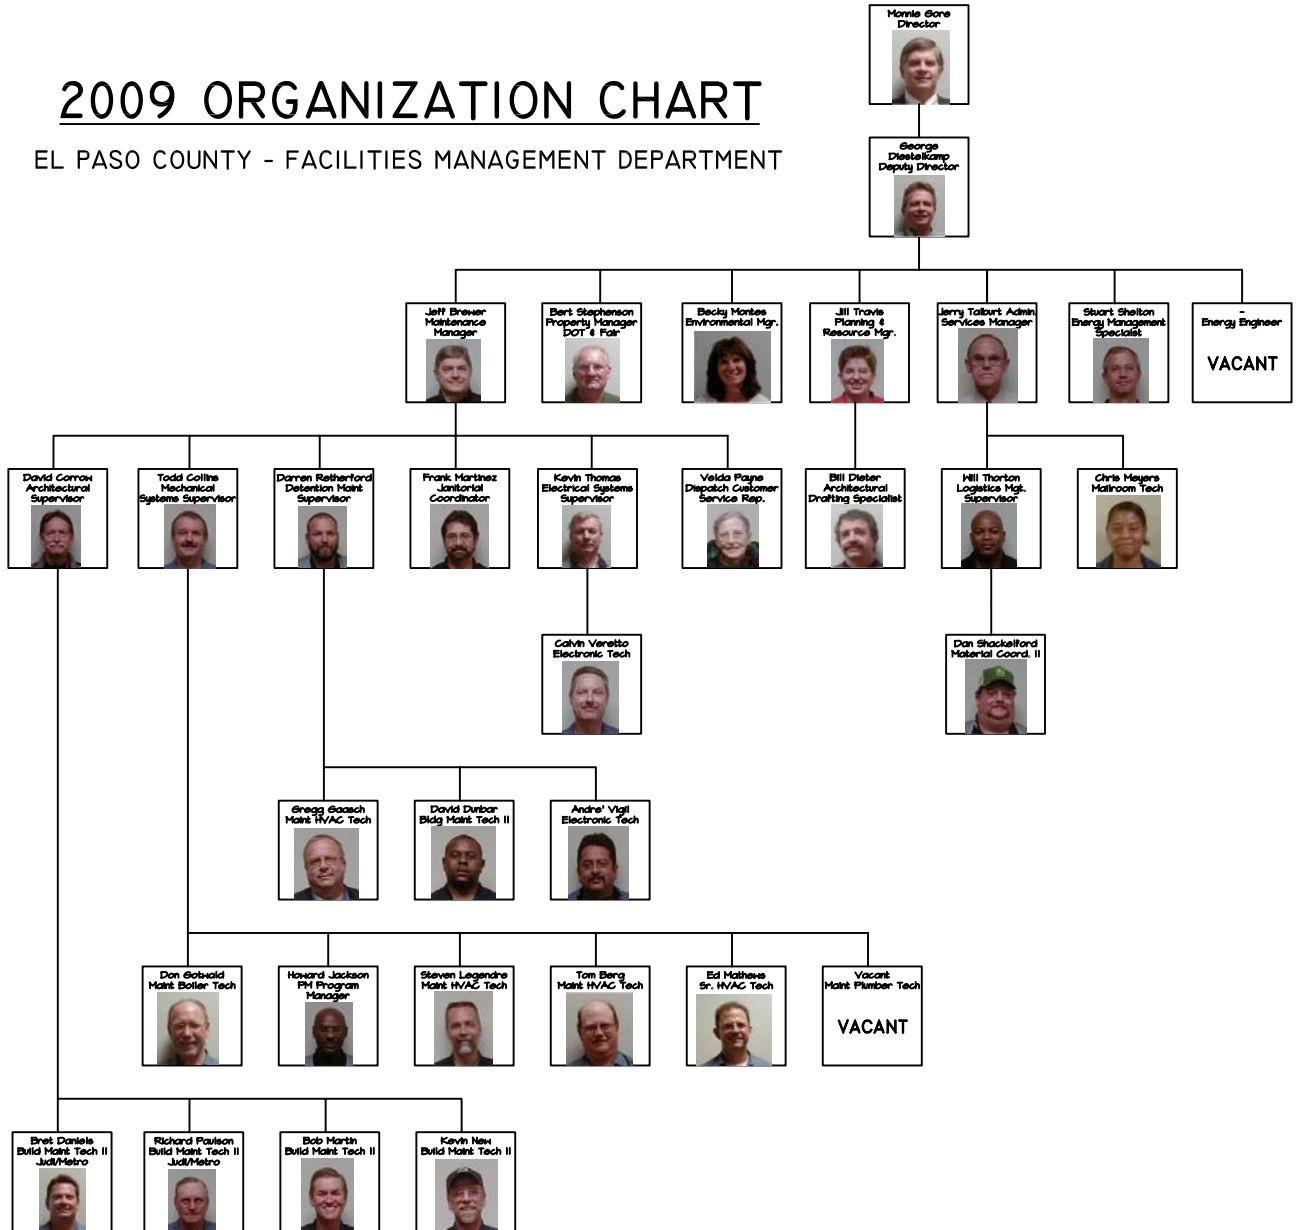 Monnie Gore
Director
2009 ORGANIZATION CHART
EL PASO COUNTY - FACILITIES MANAGEMENT DEPARTMENT
George
Diestelkamp
Deputy Director
Jeff Brewer
Maintenance
Manager
Bert Stephenson
Property Manager
DOT & Fair
Becky Montes
Environmental Mgr.
Jill Travis
Planning &
Resource Mgr.
Jerry Talburt Admin.
Services Manager
Stuart Shelton
Energy Management
Specialist
-
Energy Engineer
VACANT
David Corrow
Architectural
Supervisor
Todd Collins
Mechanical
Systems Supervisor
Darren Retherford
Detention Maint
Supervisor
Frank Martinez
Janitorial
Coordinator
Kevin Thomas
Electrical Systems
Supervisor
Velda Payne
Dispatch Customer
Service Rep.
Bill Dieter
Architectural
Drafting Specialist
Will Thorton
Logistics Mgt.
Supervisor
Chris Meyers
Mailroom Tech
Calvin Veretto
Electronic Tech
Dan Shackelford
Material Coord. II
Gregg Gaasch
Maint HVAC Tech
David Dunbar
Bldg Maint Tech II
Andre' Vigil
Electronic Tech
Don Gotwald
Maint Boiler Tech
Howard Jackson
PM Program
Manager
Steven Legendre
Maint HVAC Tech
Tom Berg
Maint HVAC Tech
Ed Mathews
Sr. HVAC Tech
Vacant
Maint Plumber Tech
VACANT
Bret Daniels
Build Maint Tech II
Judi/Metro
Richard Paulson
Build Maint Tech II
Judi/Metro
Bob Martin
Build Maint Tech II
Kevin New
Build Maint Tech II